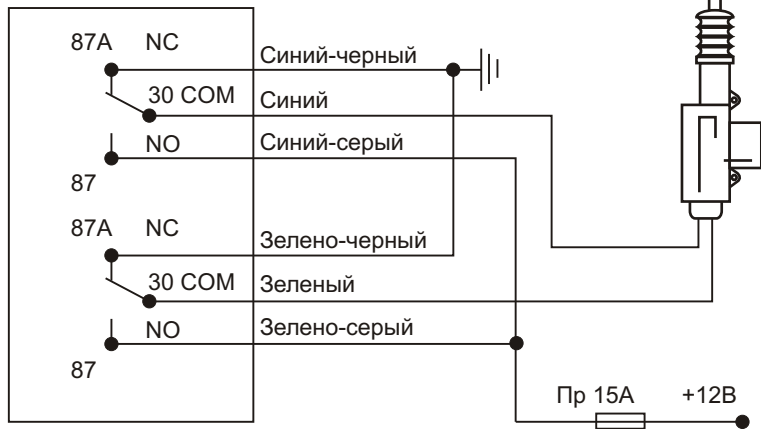 87A NC
Синий-черный
30 COM
Синий
NO
Синий-серый
87
87A NC
Зелено-черный
30 COM
Зеленый
NO
Зелено-серый
87
Пр 15А
+12В